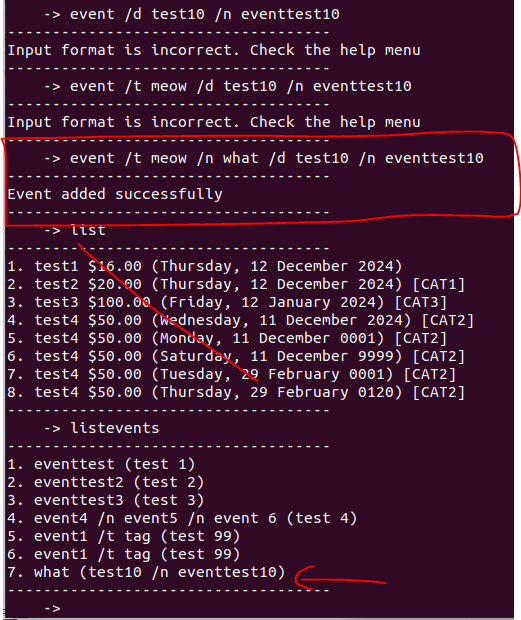 -> event /d test10 /n eventtest10
------------------------------------
Input format is incorrect. Check the help menu
------------------------------------
-> event /t meow /d test10 /n eventtest10
------------------------------------
Input format is incorrect. Check the help menu
------------------------------------
-> event /t meow /n what /d test10 /n eventtest10
------------------------------------
Event added successfully
------------------------------------
-> list
------------------------------------
1. test1 $16.00 (Thursday, 12 December 2024)
2. test2 $20.00 (Thursday, 12 December 2024) [CAT1]
3. test3 $100.00 (Friday, 12 January 2024) [CAT3]
4. test4 $50.00 (Wednesday, 11 December 2024) [CAT2]
5. test4 $50.00 (Monday, 11 December 0001) [CAT2]
6. test4 $50.00 (Saturday, 11 December 9999) [CAT2]
7. test4 $50.00 (Tuesday, 29 February 0001) [CAT2]
8. test4 $50.00 (Thursday, 29 February 0120) [CAT2]
------------------------------------
-> listevents
------------------------------------
1. eventtest (test 1)
2. eventtest2 (test 2)
3. eventtest3 (test 3)
4. event4 /n event5 /n event 6 (test 4)
5. event1 /t tag (test 99)
6. event1 /t tag (test 99)
7. what (test10 /n eventtest10)
------------------------------------
->